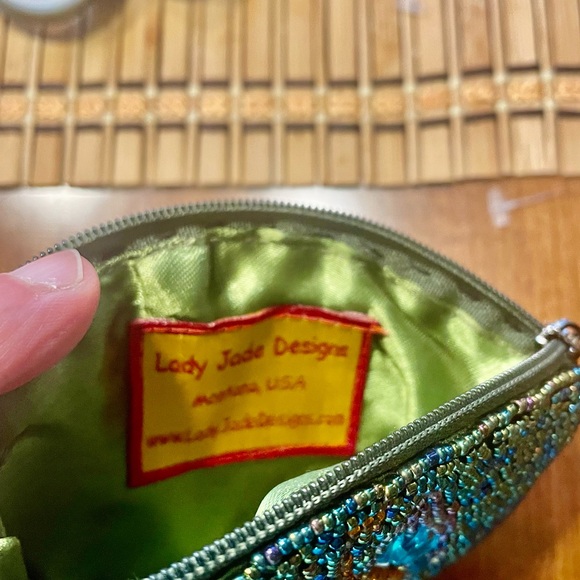 Lady Jade Designs
Montana, USA
www.LadyJadeDesigns.com